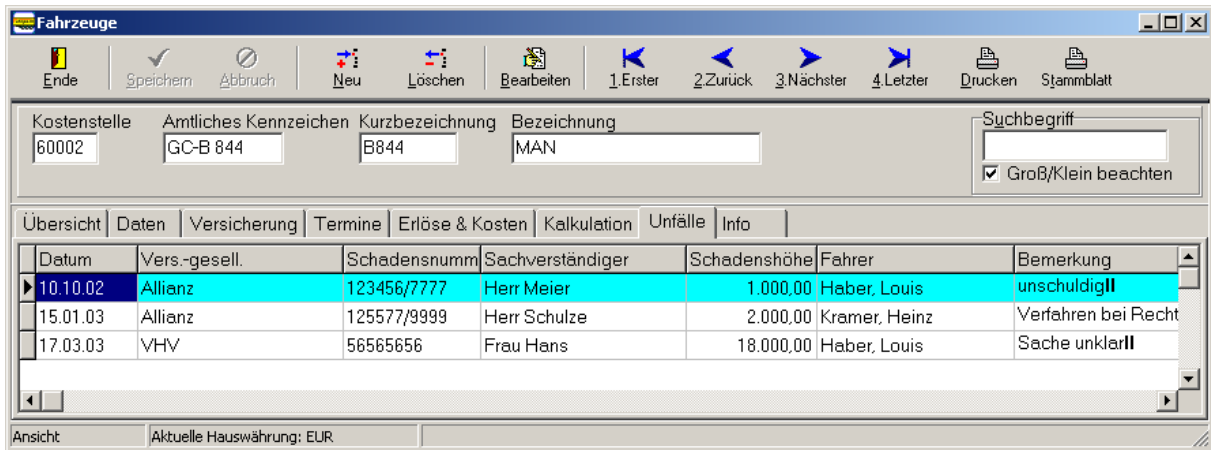 Fahrzeuge
Ende Speichern Abbruch Neu Löschen Bearbeiten 1.Erster 2.Zurück 3.Nächster 4.Letzter Drucken Stammblatt
Kostenstelle Amtliches Kennzeichen Kurzbezeichnung Bezeichnung Suchbegriff
60002 GC-B 844 B844 MAN
Groß/Klein beachten
Übersicht Daten Versicherung Termine Erlöse & Kosten Kalkulation Unfälle Info
Datum Vers.-gesell. Schadensnumm Sachverständiger Schadenshöhe Fahrer Bemerkung
10.10.02 Allianz 123456/7777 Herr Meier 1.000,00 Haber, Louis unschuldig
15.01.03 Allianz 125577/9999 Herr Schulze 2.000,00 Kramer, Heinz Verfahren bei Recht
17.03.03 VHV 56565656 Frau Hans 18.000,00 Haber, Louis Sache unklar
Ansicht Aktuelle Hauswährung: EUR